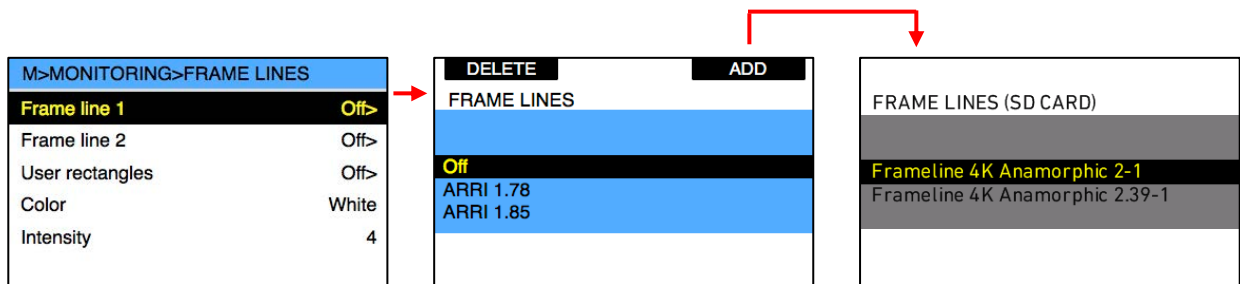 M>MONITORING>FRAME LINES
Frame line 1 Off>
Frame line 2 Off>
User rectangles Off>
Color White
Intensity 4
DELETE ADD
FRAME LINES
Off
ARRI 1.78
ARRI 1.85
FRAME LINES (SD CARD)
Frameline 4K Anamorphic 2-1
Frameline 4K Anamorphic 2.39-1